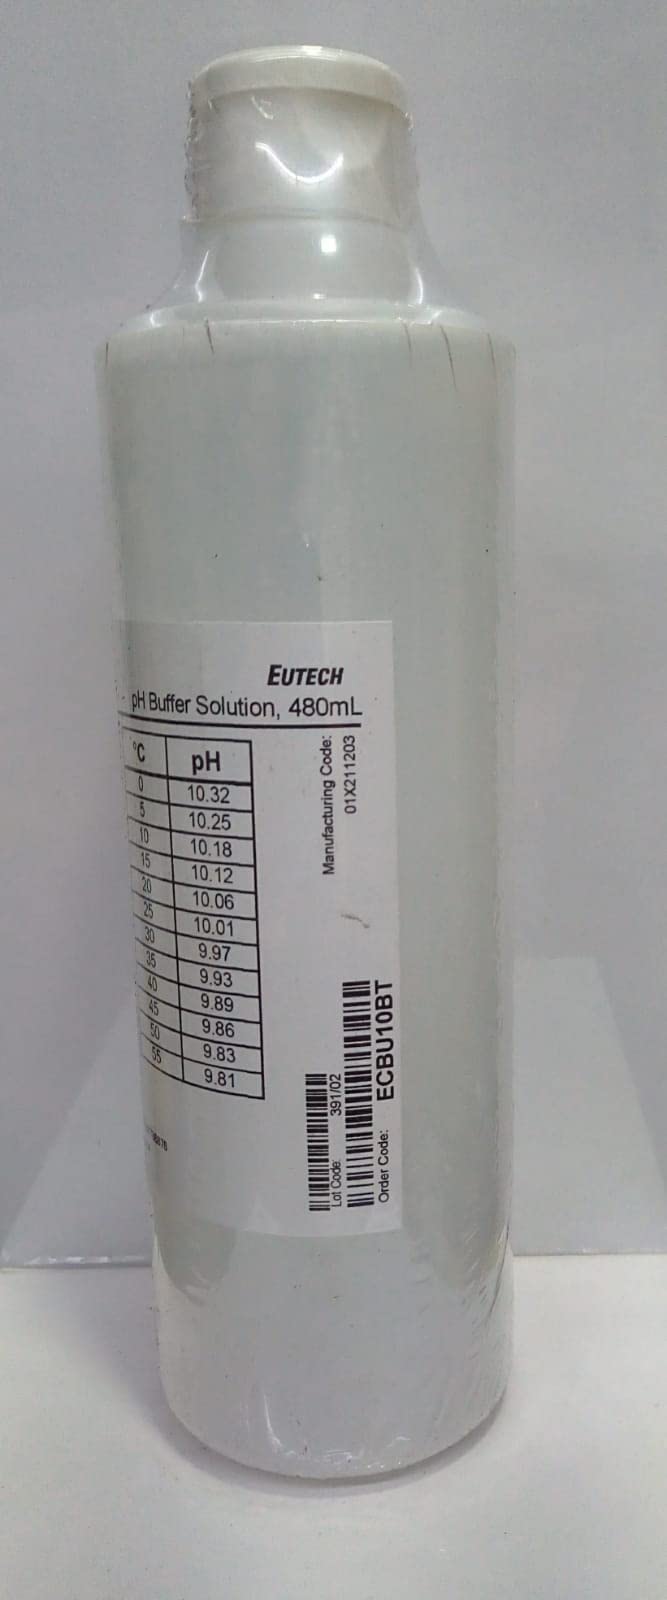 EUTECH
pH Buffer Solution, 480mL
°C pH
0 10.32
5 10.25
10 10.18
15 10.12
20 10.06
25 10.01
30 9.97
35 9.93
40 9.89
45 9.86
50 9.83
55 9.81
Manufacturing Code:
01X211203
Lot Code: 391/02
Order Code: ECBU10BT